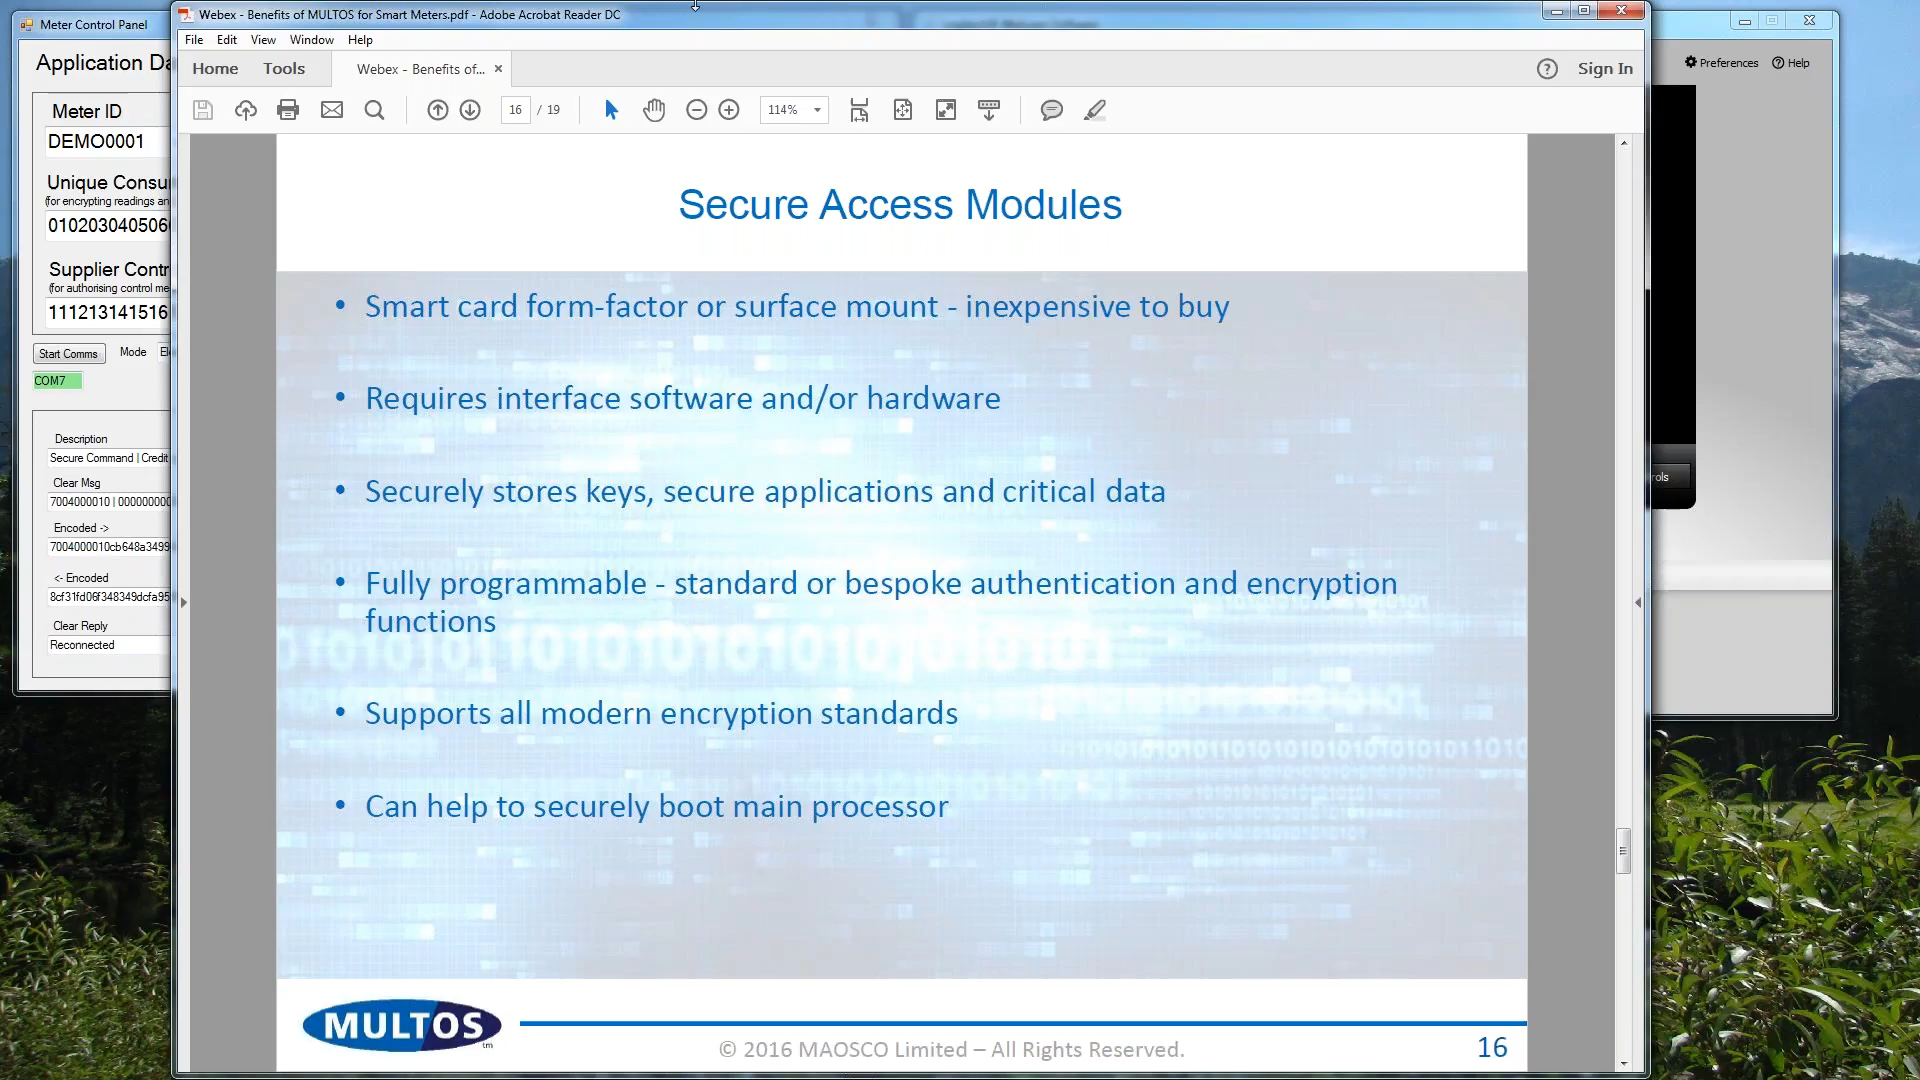 Meter Control Panel
Webex - Benefits of MULTOS for Smart Meters.pdf - Adobe Acrobat Reader DC
File Edit View Window Help
Home Tools Webex - Benefits of... Sign In
16 / 19 114%
Preferences Help
Application Da
Meter ID
DEMO0001
Unique Consu
(for encrypting readings an
0102030405060
Supplier Contr
(for authorising control me
111213141516
Start Comms Mode Ele
COM7
Description
Secure Command | Credit
Clear Msg
7004000010 | 000000000
Encoded ->
7004000010cb648a3499
<- Encoded
8cf31fd06f348349dcfa95
Clear Reply
Reconnected
rols
Secure Access Modules
• Smart card form-factor or surface mount - inexpensive to buy
• Requires interface software and/or hardware
• Securely stores keys, secure applications and critical data
• Fully programmable - standard or bespoke authentication and encryption
functions
• Supports all modern encryption standards
• Can help to securely boot main processor
MULTOS
™
© 2016 MAOSCO Limited – All Rights Reserved.
16